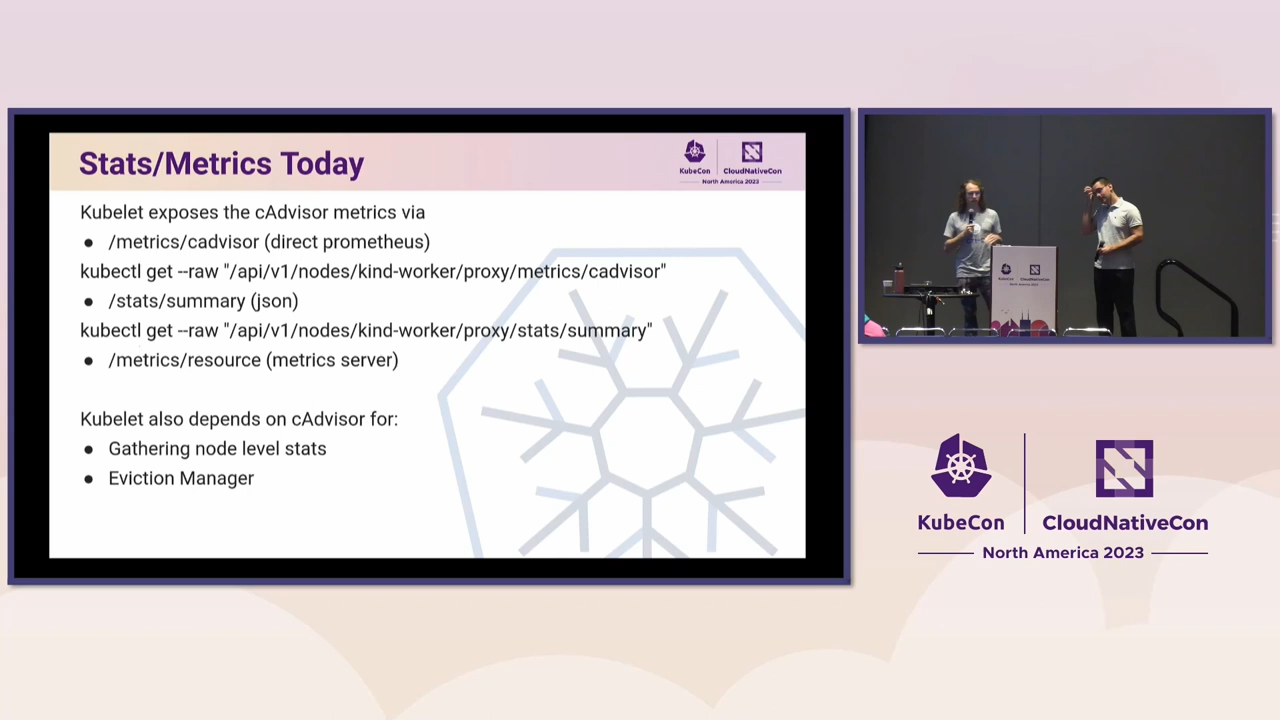 Stats/Metrics Today
KubeCon
CloudNativeCon
North America 2023
Kubelet exposes the cAdvisor metrics via
● /metrics/cadvisor (direct prometheus)
kubectl get --raw "/api/v1/nodes/kind-worker/proxy/metrics/cadvisor"
● /stats/summary (json)
kubectl get --raw "/api/v1/nodes/kind-worker/proxy/stats/summary"
● /metrics/resource (metrics server)
Kubelet also depends on cAdvisor for:
● Gathering node level stats
● Eviction Manager
KubeCon
CloudNativeCon
North America 2023